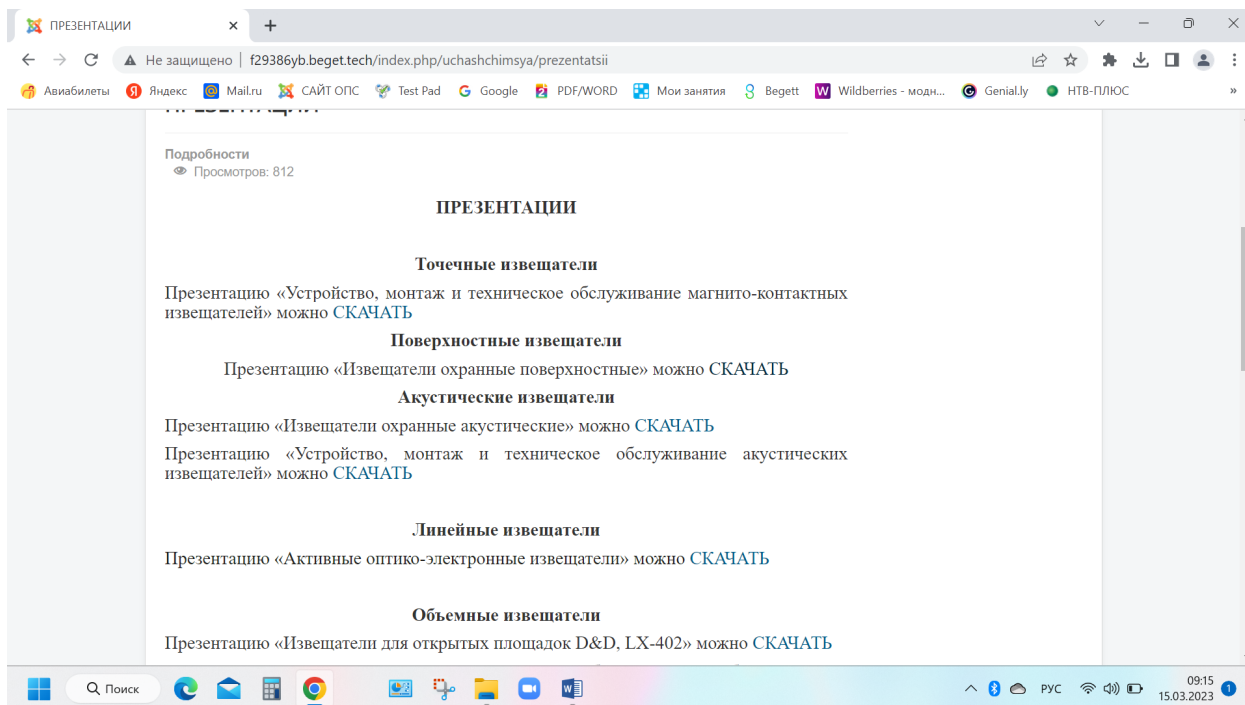 ПРЕЗЕНТАЦИИ
Не защищено | f29386yb.beget.tech/index.php/uchashchimsya/prezentatsii
Авиабилеты Яндекс Mail.ru САЙТ ОПС Test Pad Google PDF/WORD Мои занятия Begett Wildberries - модн... Genial.ly НТВ-ПЛЮС »
ПРЕЗЕНТАЦИИ
Подробности
Просмотров: 812
ПРЕЗЕНТАЦИИ
Точечные извещатели
Презентацию «Устройство, монтаж и техническое обслуживание магнито-контактных
извещателей» можно СКАЧАТЬ
Поверхностные извещатели
Презентацию «Извещатели охранные поверхностные» можно СКАЧАТЬ
Акустические извещатели
Презентацию «Извещатели охранные акустические» можно СКАЧАТЬ
Презентацию «Устройство, монтаж и техническое обслуживание акустических
извещателей» можно СКАЧАТЬ
Линейные извещатели
Презентацию «Активные оптико-электронные извещатели» можно СКАЧАТЬ
Объемные извещатели
Презентацию «Извещатели для открытых площадок D&D, LX-402» можно СКАЧАТЬ
Поиск
РУС
09:15
15.03.2023
1